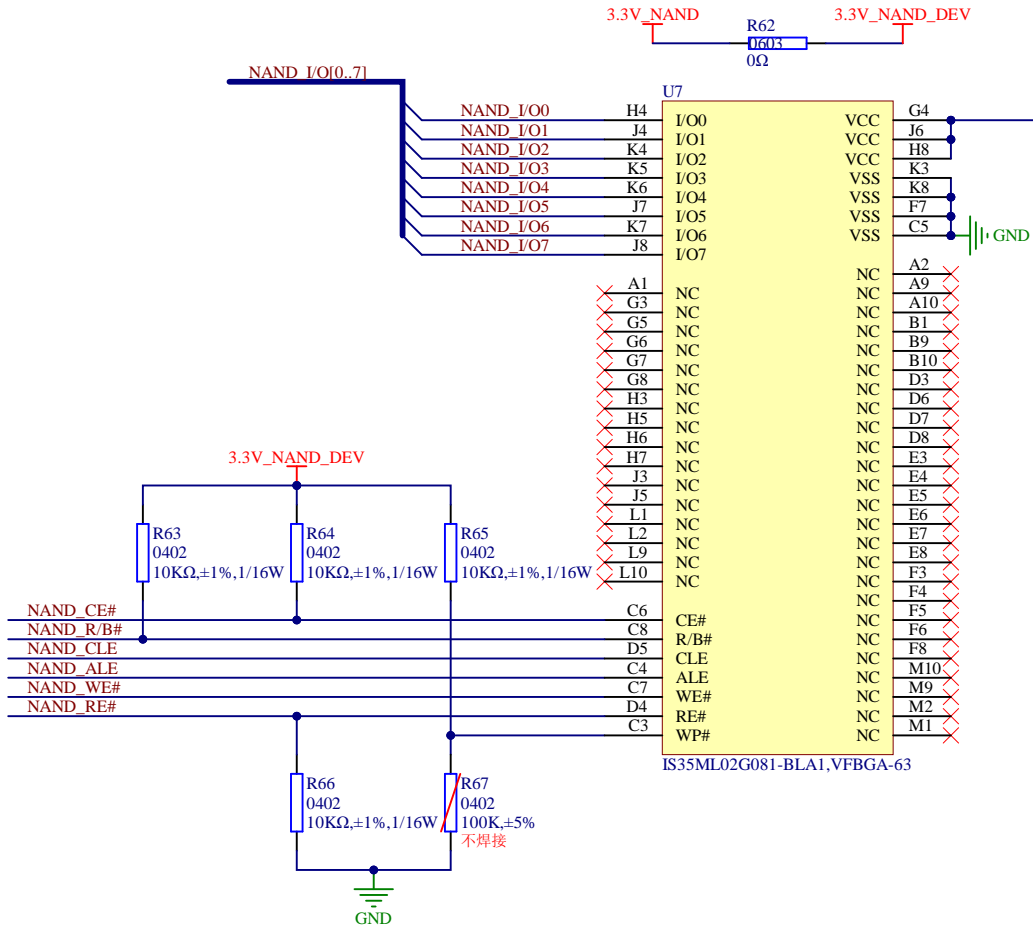 3.3V_NAND
3.3V_NAND_DEV
R62
0603
0Ω
NAND_I/O[0..7]
U7
NAND_I/O0 H4 I/O0 VCC G4
NAND_I/O1 J4 I/O1 VCC J6
NAND_I/O2 K4 I/O2 VCC H8
NAND_I/O3 K5 I/O3 VSS K3
NAND_I/O4 K6 I/O4 VSS K8
NAND_I/O5 J7 I/O5 VSS F7
NAND_I/O6 K7 I/O6 VSS C5
GND
NAND_I/O7 J8 I/O7
NC A2
A1 NC NC A9
G3 NC NC A10
G5 NC NC B1
G6 NC NC B9
G7 NC NC B10
G8 NC NC D3
H3 NC NC D6
H5 NC NC D7
H6 NC NC D8
H7 NC NC E3
J3 NC NC E4
J5 NC NC E5
L1 NC NC E6
L2 NC NC E7
L9 NC NC E8
L10 NC NC F3
NC F4
3.3V_NAND_DEV
R63
0402
10KΩ,±1%,1/16W
R64
0402
10KΩ,±1%,1/16W
R65
0402
10KΩ,±1%,1/16W
NAND_CE# C6 CE# NC F5
NAND_R/B# C8 R/B# NC F6
NAND_CLE D5 CLE NC F8
NAND_ALE C4 ALE NC M10
NAND_WE# C7 WE# NC M9
NAND_RE# D4 RE# NC M2
C3 WP# NC M1
IS35ML02G081-BLA1,VFBGA-63
R66
0402
10KΩ,±1%,1/16W
R67
0402
100K,±5%
不焊接
GND